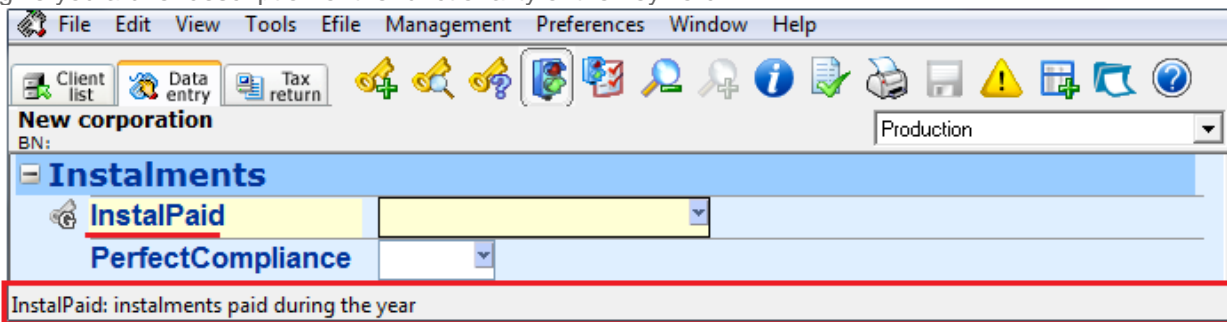 File Edit View Tools Efile Management Preferences Window Help
Client list Data entry Tax return
New corporation
Production
BN:
Instalments
G InstalPaid
PerfectCompliance
InstalPaid: instalments paid during the year